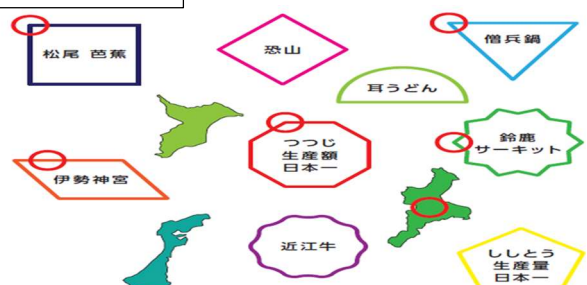 松尾 芭蕉
恐山
僧兵鍋
耳うどん
つつじ
生産額
日本一
鈴鹿
サーキット
伊勢神宮
近江牛
ししとう
生産量
日本一